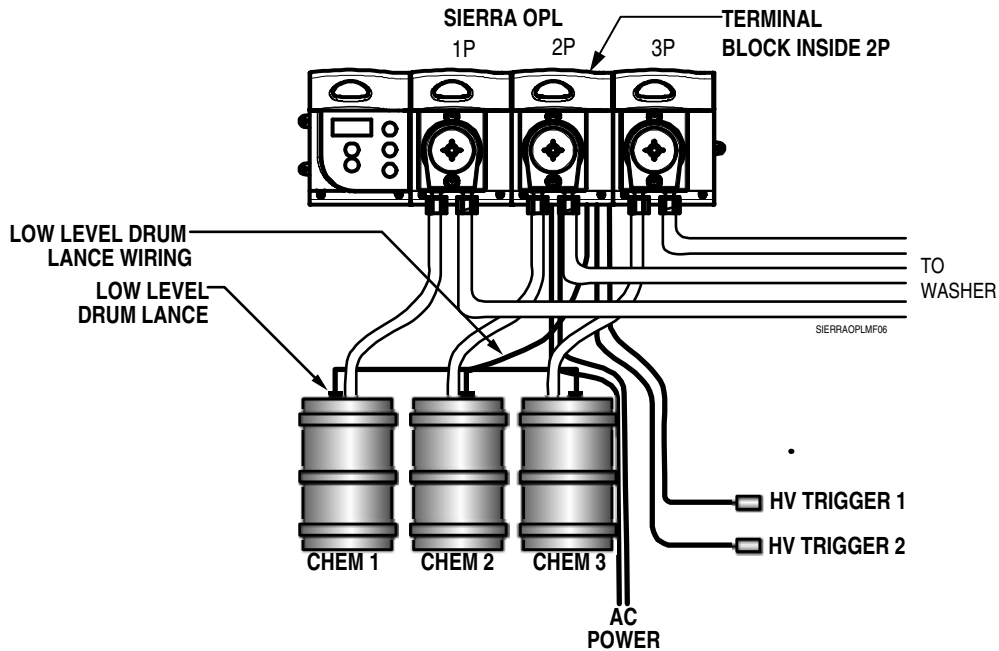 SIERRA OPL
1P
2P
3P
TERMINAL
BLOCK INSIDE 2P
LOW LEVEL DRUM
LANCE WIRING
LOW LEVEL
DRUM LANCE
TO
WASHER
SIERRAOPLMF06
HV TRIGGER 1
HV TRIGGER 2
CHEM 1
CHEM 2
CHEM 3
AC
POWER